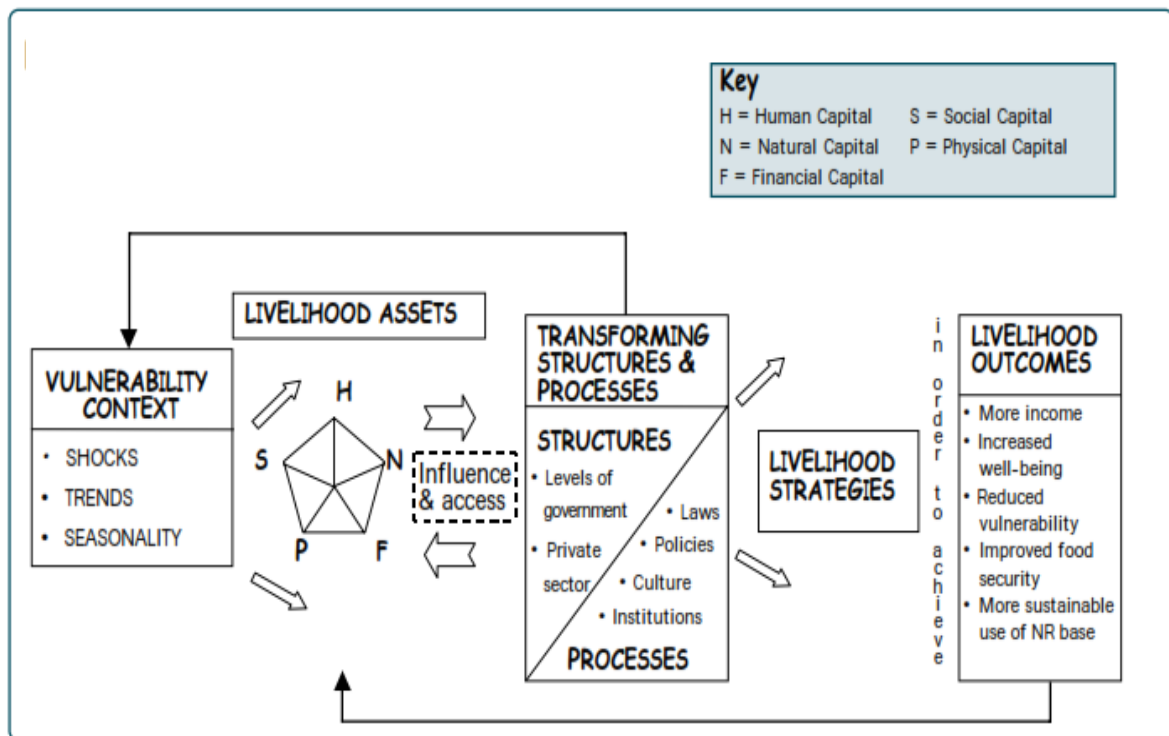 Key
H = Human Capital S = Social Capital
N = Natural Capital P = Physical Capital
F = Financial Capital
LIVELIHOOD ASSETS
VULNERABILITY
CONTEXT
• SHOCKS
• TRENDS
• SEASONALITY
H
S
N
P
F
Influence
& access
TRANSFORMING
STRUCTURES &
PROCESSES
STRUCTURES
• Levels of
government
• Private
sector
• Laws
• Policies
• Culture
• Institutions
PROCESSES
LIVELIHOOD
STRATEGIES
in order to achieve
LIVELIHOOD
OUTCOMES
• More income
• Increased
well-being
• Reduced
vulnerability
• Improved food
security
• More sustainable
use of NR base